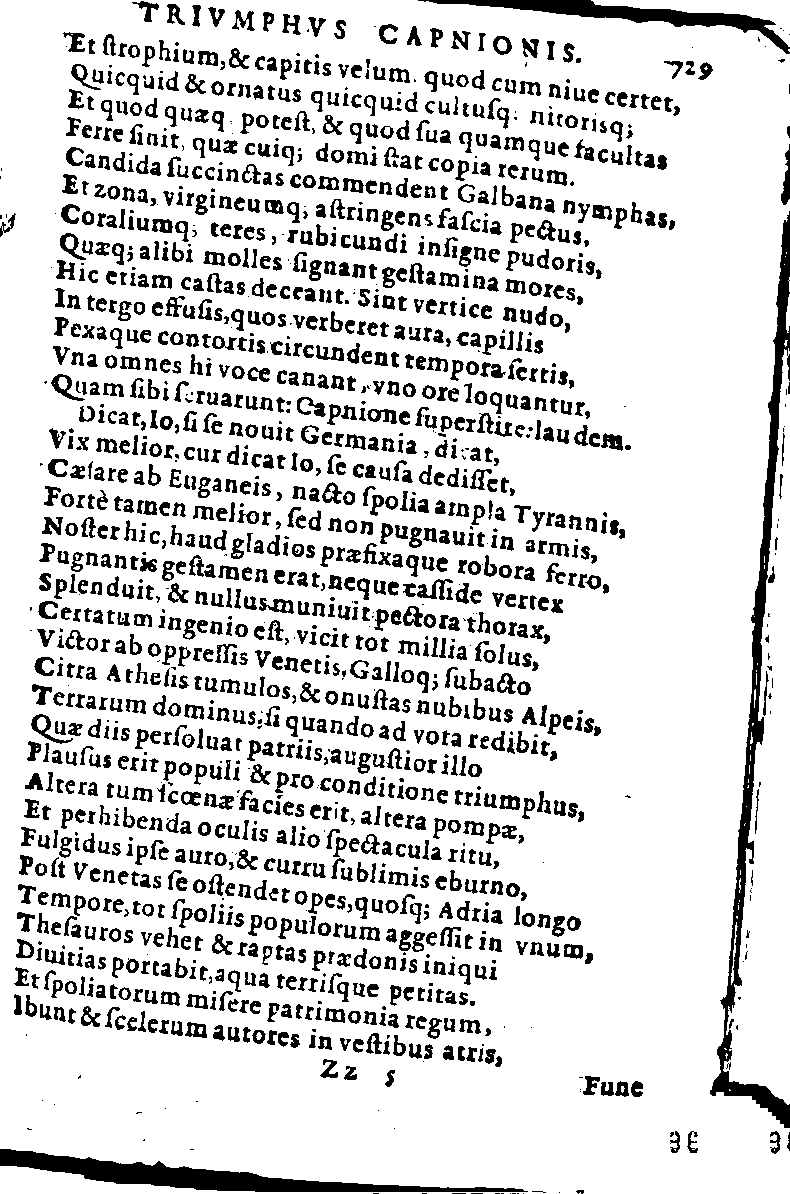 TRIVMPHVS CAPNIONIS. 729
Et ſtrophium, & capitis velum. quod cum niue certet,
Quicquid & ornatus quicquid cultuſq; nitorisq;
Et quod quæq poteſt, & quod ſua quamque facultas
Ferre ſinit, quæ cuiq; domi ſtat copia rerum.
Candida ſuccinctas commendent Galbana nymphas,
Et zona, virgineumq; aſtringens faſcia pectus,
Coraliumq; teres, rubicundi inſigne pudoris,
Quæq; alibi molles ſignant geſtamina mores,
Hic etiam caſtas deceant. Sint vertice nudo,
In tergo effuſis, quos verberet aura, capillis
Pexaque contortis circundent tempora ſertis,
Vna omnes hi voce canant, vno ore loquantur,
Quam ſibi ſeruarunt: Capnione ſuperſtite: laudem.
Dicat, Io, ſi ſe nouit Germania, dicat,
Vix melior, cur dicat Io, ſe cauſa dediſſet,
Cæſare ab Euganeis, nacto ſpolia ampla Tyrannis,
Fortè tamen melior, ſed non pugnauit in armis,
Noſter hic, haud gladios præfixaque robora ferro,
Pugnantis geſtamen erat, neque caſſide vertex
Splenduit, & nullus muniuit pectora thorax,
Certatum ingenio eſt, vicit tot millia ſolus,
Victor ab oppreſſis Venetis, Galloq; ſubacto
Citra Atheſis tumulos, & onuſtas nubibus Alpeis,
Terrarum dominus, ſi quando ad vota redibit,
Quæ diis perſoluat patriis, auguſtior illo
Plauſus erit populi & pro conditione triumphus,
Altera tum ſcœnæ facies erit, altera pompæ,
Et perhibenda oculis alio ſpectacula ritu,
Fulgidus ipſe auro, & curru ſublimis eburno,
Poſt Venetas ſe oſtendet opes, quoſq; Adria longo
Tempore, tot ſpoliis populorum aggeſſit in vnum,
Theſauros vehet & raptas prædonis iniqui
Diuitias portabit, aqua terriſque petitas.
Et ſpoliatorum miſere patrimonia regum,
Ibunt & ſcelerum autores in veſtibus atris,
Zz 5 Fune